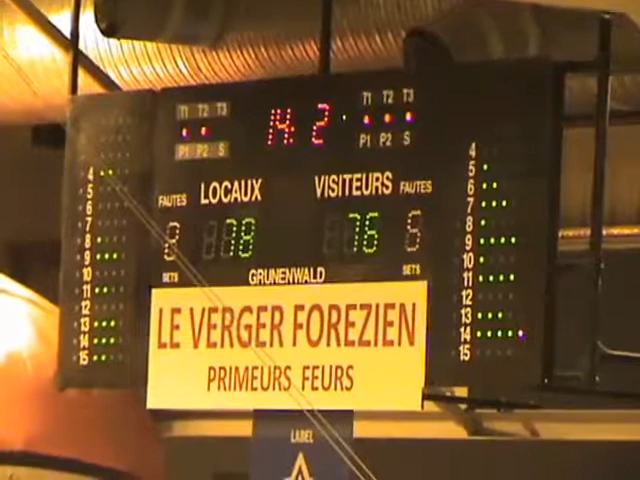 T1 T2 T3
T1 T2 T3
14. 2
P1 P2 S
P1 P2 S
LOCAUX
VISITEURS
FAUTES
FAUTES
78
76
SETS
SETS
GRUNENWALD
4
5
6
7
8
9
10
11
12
13
14
15
4
5
6
7
8
9
10
11
12
13
14
15
LE VERGER FOREZIEN
PRIMEURS FEURS
LABEL